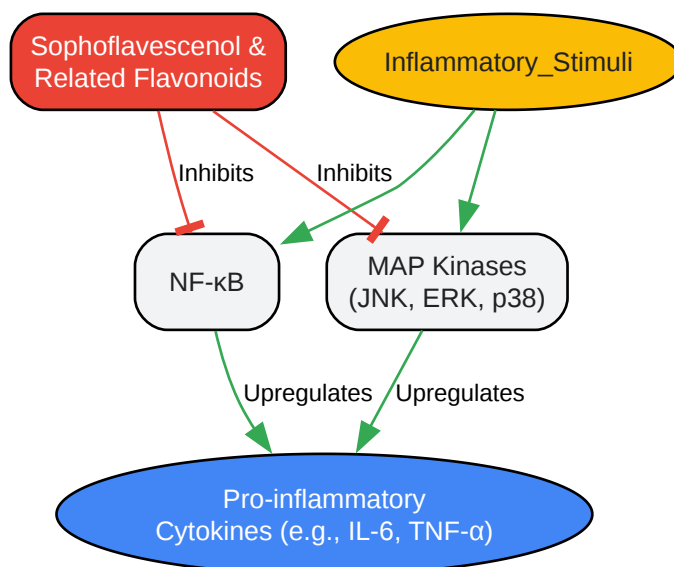 Sophoflavescenol &
Related Flavonoids
Inflammatory_Stimuli
Inhibits
Inhibits
NF-κB
MAP Kinases
(JNK, ERK, p38)
Upregulates
Upregulates
Pro-inflammatory
Cytokines (e.g., IL-6, TNF-α)